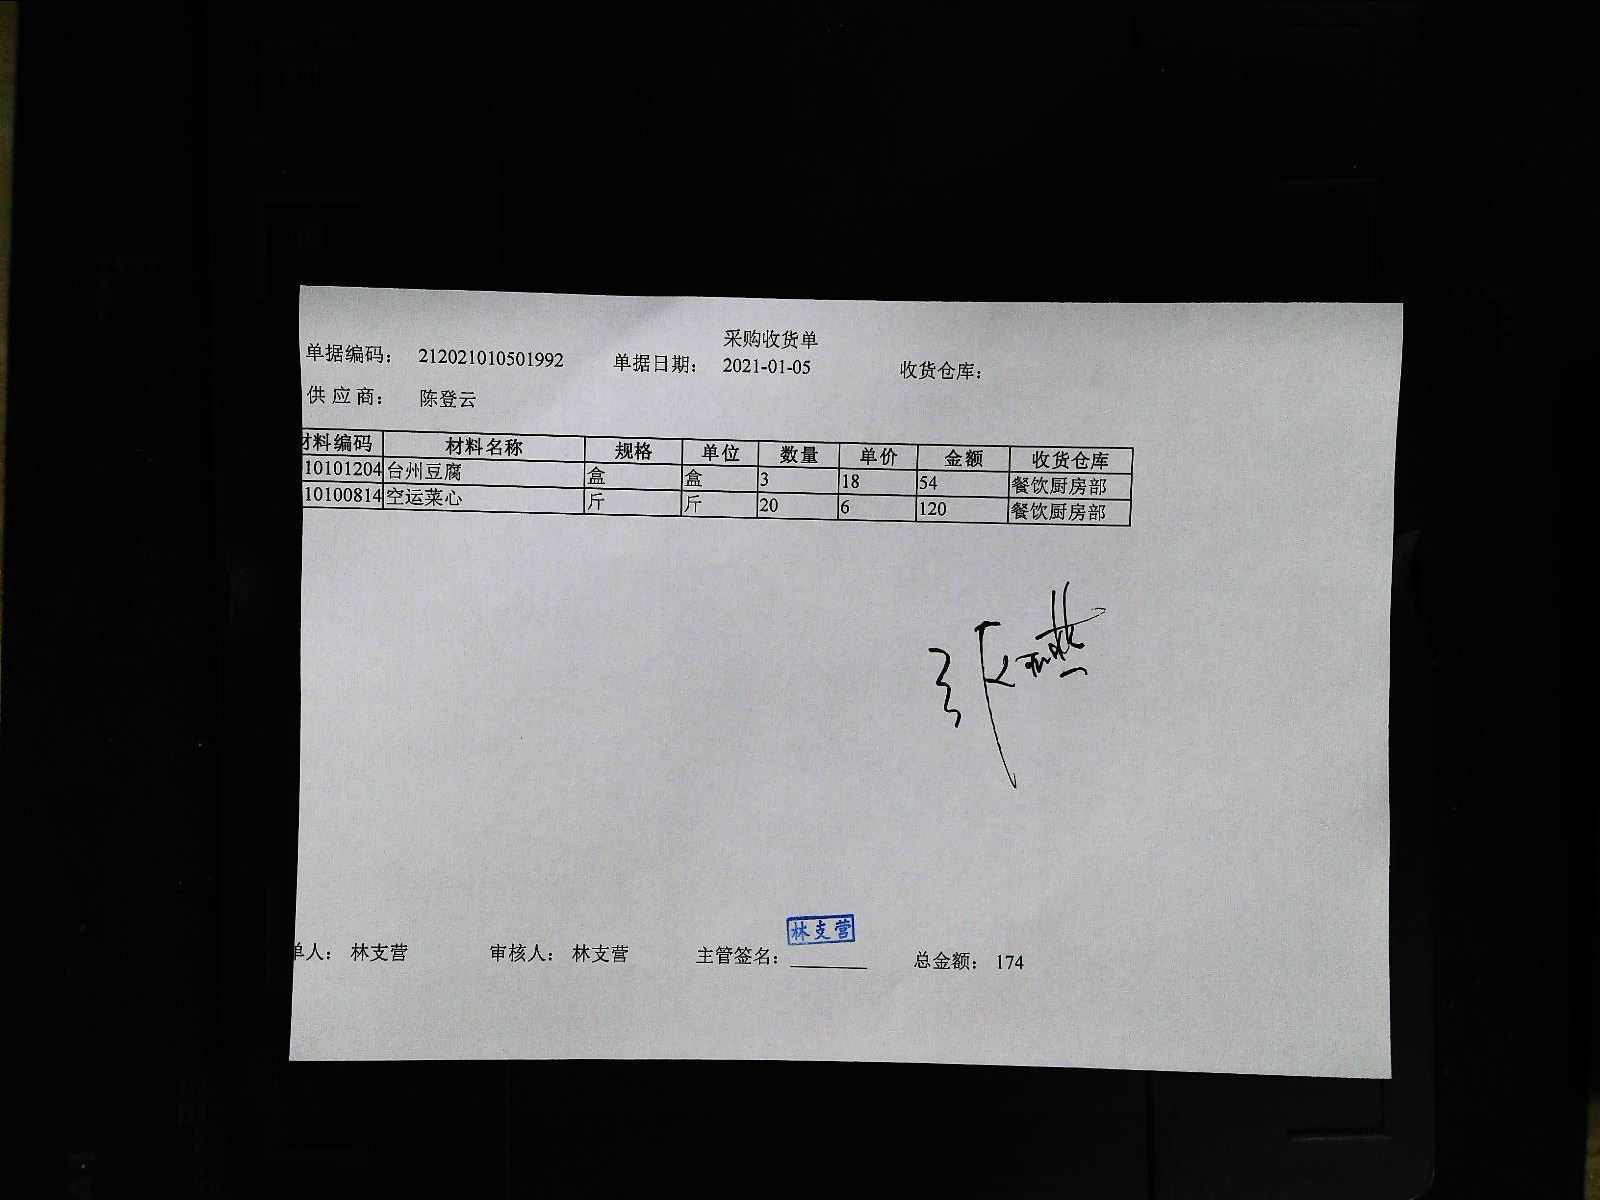 采购收货单
单据编码： 212021010501992 单据日期： 2021-01-05 收货仓库：
供 应 商： 陈登云
材料编码 材料名称 规格 单位 数量 单价 金额 收货仓库
10101204 台州豆腐 盒 盒 3 18 54 餐饮厨房部
10100814 空运菜心 斤 斤 20 6 120 餐饮厨房部
林支营
单人： 林支营 审核人： 林支营 主管签名： 总金额： 174